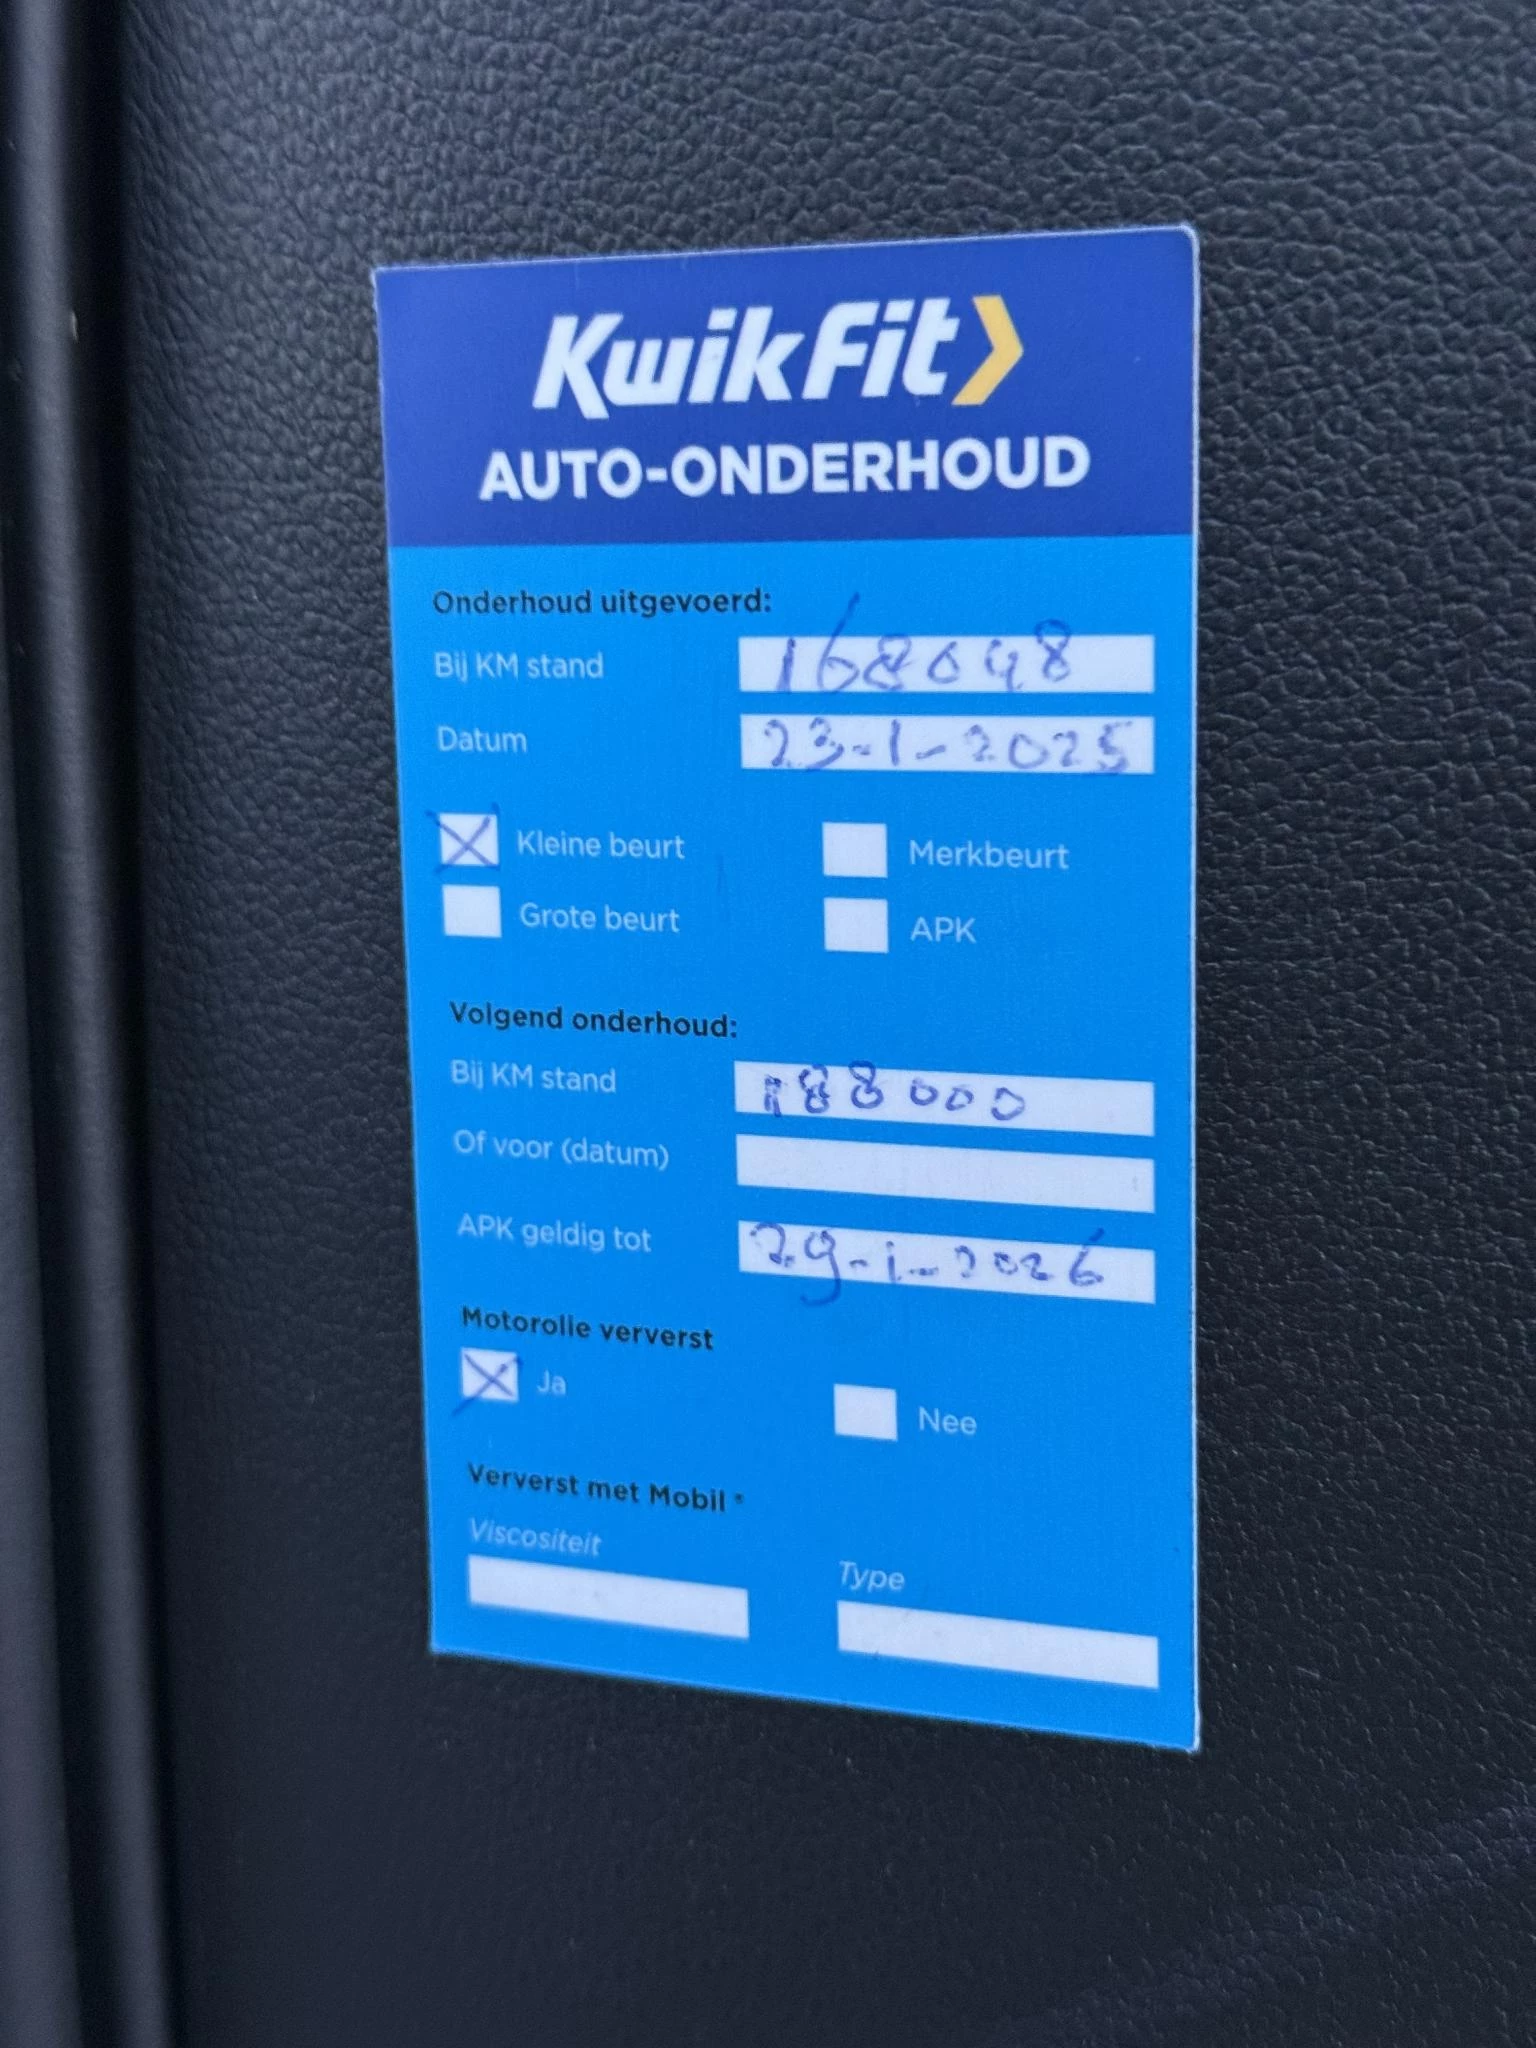 KwikFit
AUTO-ONDERHOUD
Onderhoud uitgevoerd:
Bij KM stand 168048
Datum 23-1-2025
Kleine beurt Merkbeurt
Grote beurt APK
Volgend onderhoud:
Bij KM stand 188000
Of voor (datum)
APK geldig tot 29-1-2026
Motorolie ververst
Ja Nee
Ververst met Mobil
Viscositeit Type